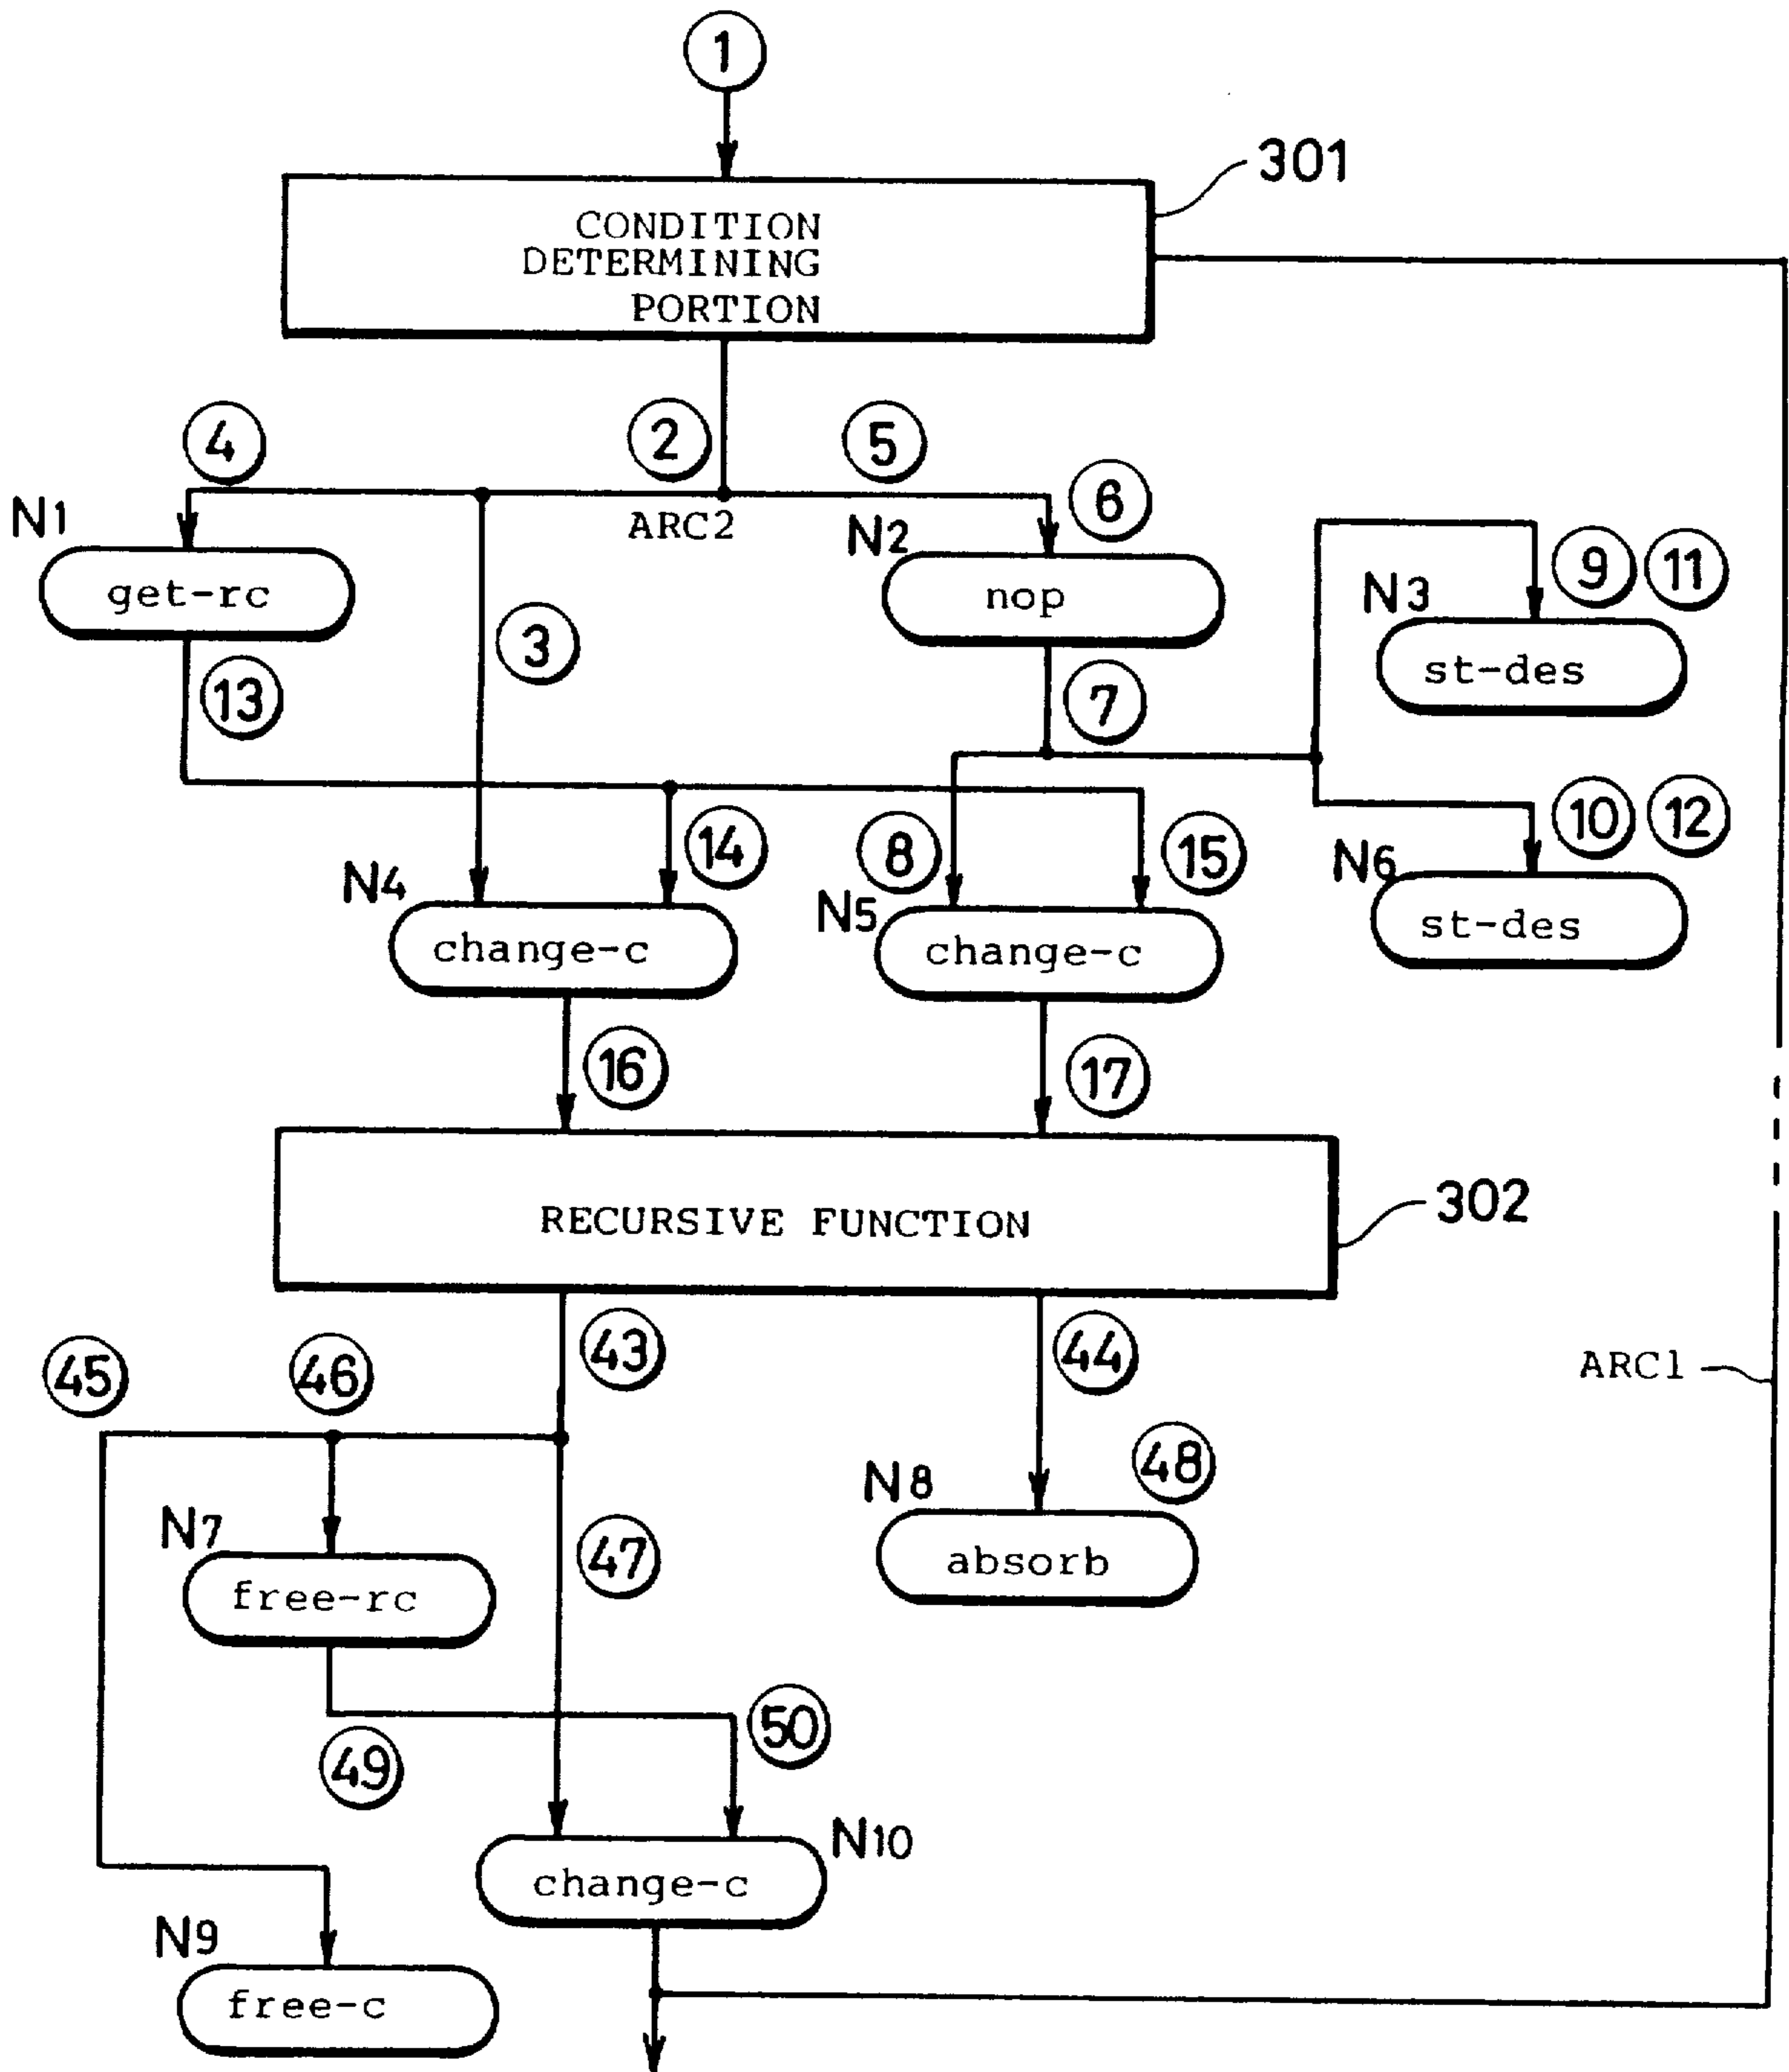 1
301
CONDITION
DETERMINING
PORTION
4
2
5
6
N1
ARC2
N2
9
11
N3
get-rc
nop
3
st-des
13
7
10
12
14
8
15
N4
N5
N6
change-c
change-c
st-des
16
17
302
RECURSIVE FUNCTION
43
44
45
46
ARC1
48
N8
N7
47
absorb
free-rc
50
49
N10
change-c
N9
free-c